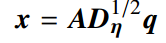 x = AD_η^{1/2}q